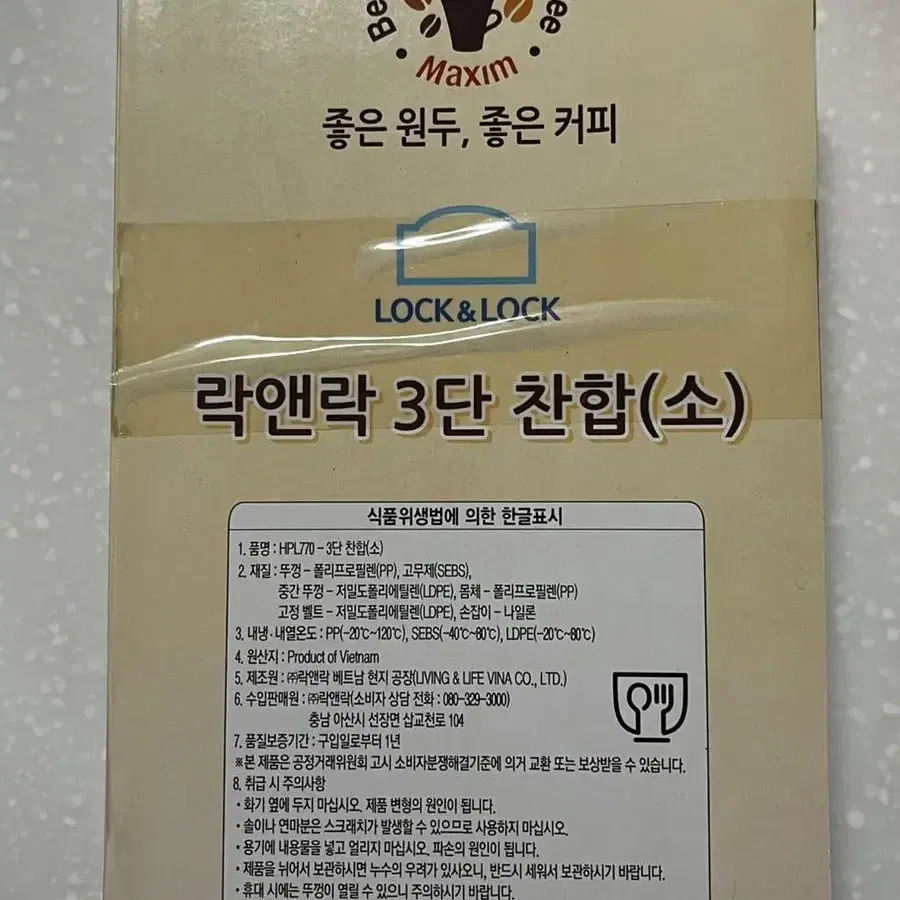 Be
ee
Maxim
좋은 원두, 좋은 커피
LOCK&LOCK
락앤락 3단 찬합(소)
식품위생법에 의한 한글표시
1. 품명 : HPL770 - 3단 찬합(소)
2. 재질 : 뚜껑 - 폴리프로필렌(PP), 고무제(SEBS),
중간 뚜껑 - 저밀도폴리에틸렌(LDPE), 몸체 - 폴리프로필렌(PP)
고정 벨트 - 저밀도폴리에틸렌(LDPE), 손잡이 - 나일론
3. 내냉·내열온도 : PP(-20℃~120℃), SEBS(-40℃~80℃), LDPE(-20℃~80℃)
4. 원산지 : Product of Vietnam
5. 제조원 : ㈜락앤락 베트남 현지 공장(LIVING & LIFE VINA CO., LTD.)
6. 수입판매원 : ㈜락앤락(소비자 상담 전화 : 080-329-3000)
충남 아산시 선장면 삽교천로 104
7. 품질보증기간 : 구입일로부터 1년
※본 제품은 공정거래위원회 고시 소비자분쟁해결기준에 의거 교환 또는 보상받을 수 있습니다.
8. 취급 시 주의사항
·화기 옆에 두지 마십시오. 제품 변형의 원인이 됩니다.
·솔이나 연마분은 스크래치가 발생할 수 있으므로 사용하지 마십시오.
·용기에 내용물을 넣고 얼리지 마십시오. 파손의 원인이 됩니다.
·제품을 뉘어서 보관하시면 누수의 우려가 있사오니, 반드시 세워서 보관하시기 바랍니다.
·휴대 시에는 뚜껑이 열릴 수 있으니 주의하시기 바랍니다.